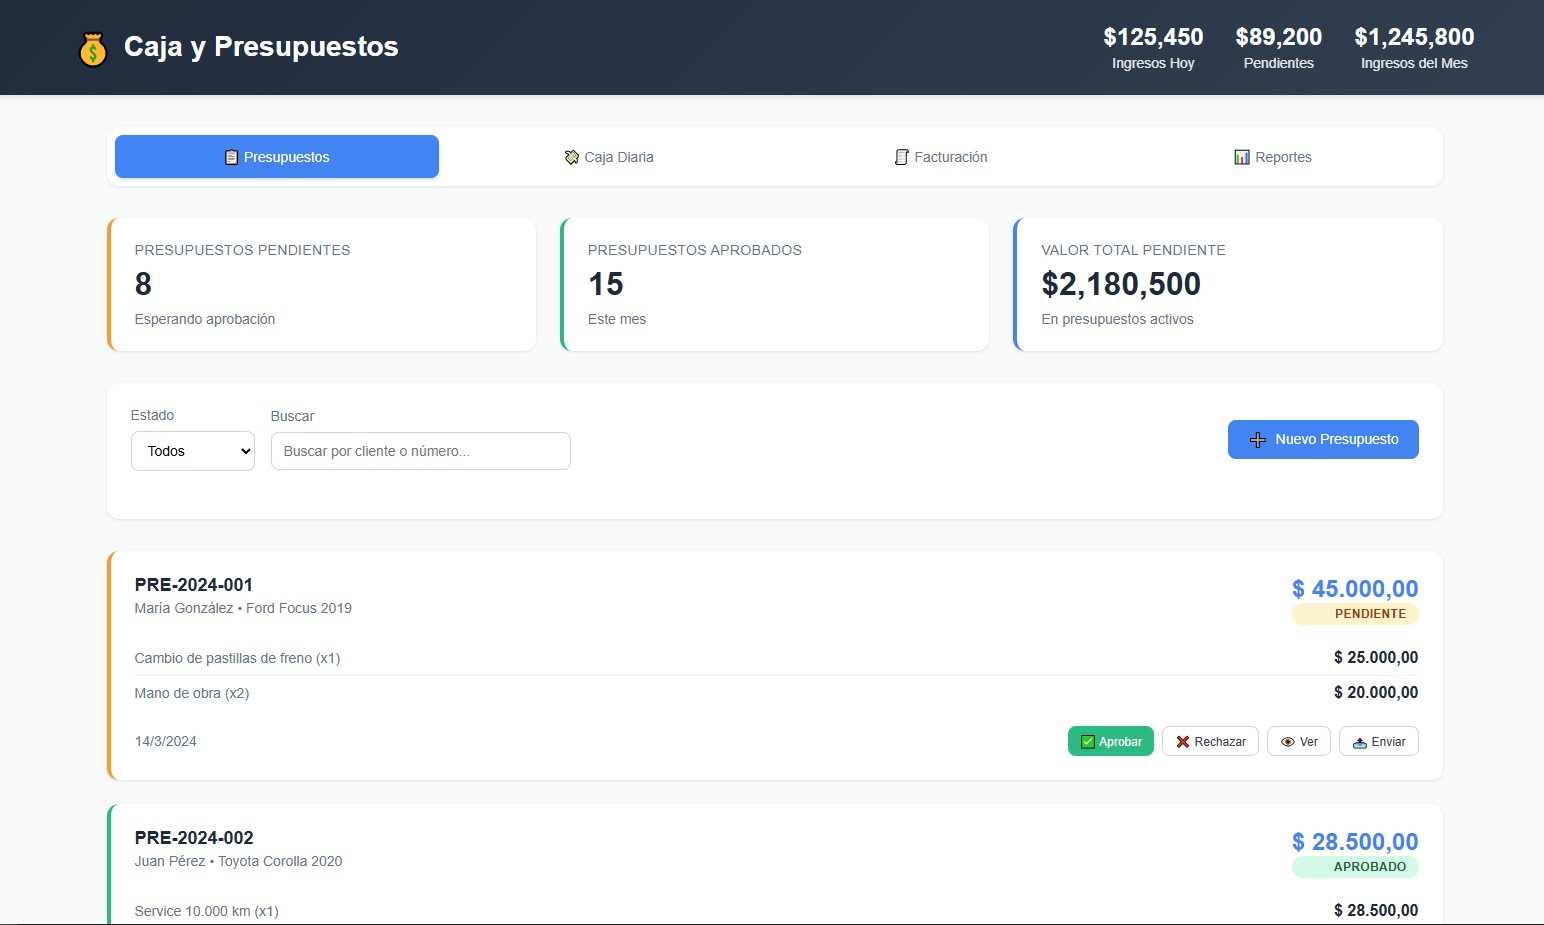 Caja y Presupuestos
$125,450
Ingresos Hoy
$89,200
Pendientes
$1,245,800
Ingresos del Mes
Presupuestos
Caja Diaria
Facturación
Reportes
PRESUPUESTOS PENDIENTES
8
Esperando aprobación
PRESUPUESTOS APROBADOS
15
Este mes
VALOR TOTAL PENDIENTE
$2,180,500
En presupuestos activos
Estado
Todos
Buscar
Buscar por cliente o número...
Nuevo Presupuesto
PRE-2024-001
María González • Ford Focus 2019
$ 45.000,00
PENDIENTE
Cambio de pastillas de freno (x1)
$ 25.000,00
Mano de obra (x2)
$ 20.000,00
14/3/2024
Aprobar
Rechazar
Ver
Enviar
PRE-2024-002
Juan Pérez • Toyota Corolla 2020
$ 28.500,00
APROBADO
Service 10.000 km (x1)
$ 28.500,00